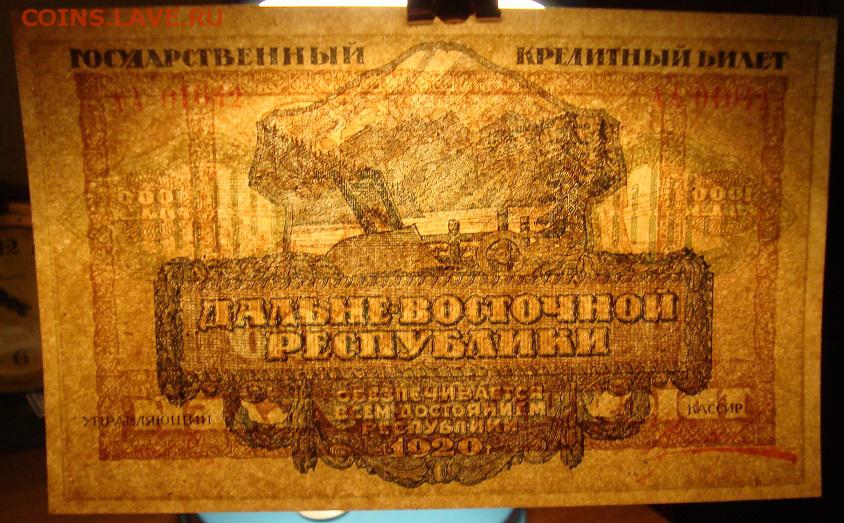 COINS.LAVE.RU
ГОСУДАРСТВЕННЫЙ КРЕДИТНЫЙ БИЛЕТ
ДАЛЬНЕ-ВОСТОЧНОЙ
РЕСПУБЛИКИ
ОБЕЗПЕЧИВАЕТСЯ
ВСЕМ ДОСТОЯНИЕМ
РЕСПУБЛИКИ
1920 г.
УПРАВЛЯЮЩИЙ КАССИР